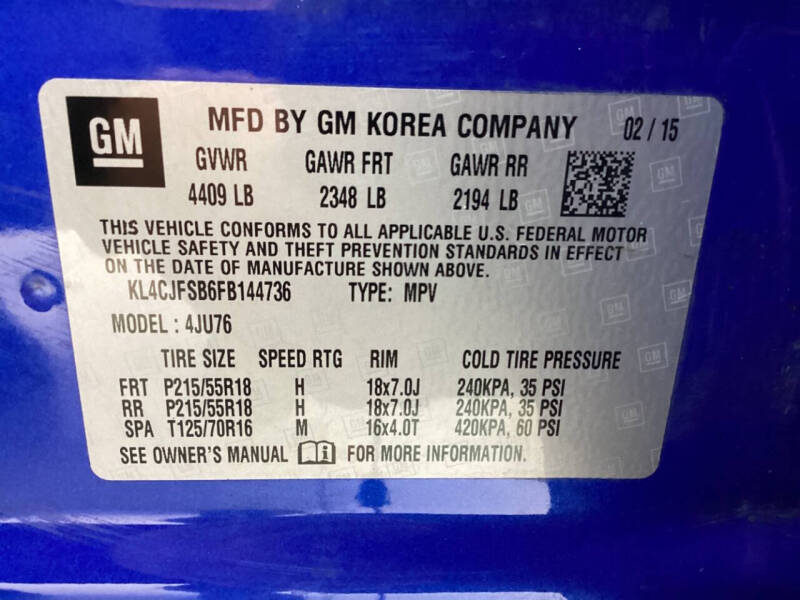 GM MFD BY GM KOREA COMPANY 02 / 15
GVWR GAWR FRT GAWR RR
4409 LB 2348 LB 2194 LB
THIS VEHICLE CONFORMS TO ALL APPLICABLE U.S. FEDERAL MOTOR
VEHICLE SAFETY AND THEFT PREVENTION STANDARDS IN EFFECT
ON THE DATE OF MANUFACTURE SHOWN ABOVE.
KL4CJFSB6FB144736 TYPE: MPV
MODEL : 4JU76
TIRE SIZE SPEED RTG RIM COLD TIRE PRESSURE
FRT P215/55R18 H 18x7.0J 240KPA, 35 PSI
RR P215/55R18 H 18x7.0J 240KPA, 35 PSI
SPA T125/70R16 M 16x4.0T 420KPA, 60 PSI
SEE OWNER'S MANUAL FOR MORE INFORMATION.